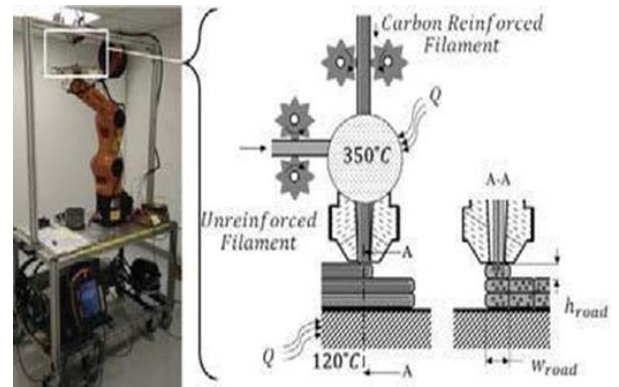 Carbon Reinforced
Filament
Q
350°C
A-A
Unreinforced
Filament
A
h_road
Q
120°C
A
w_road